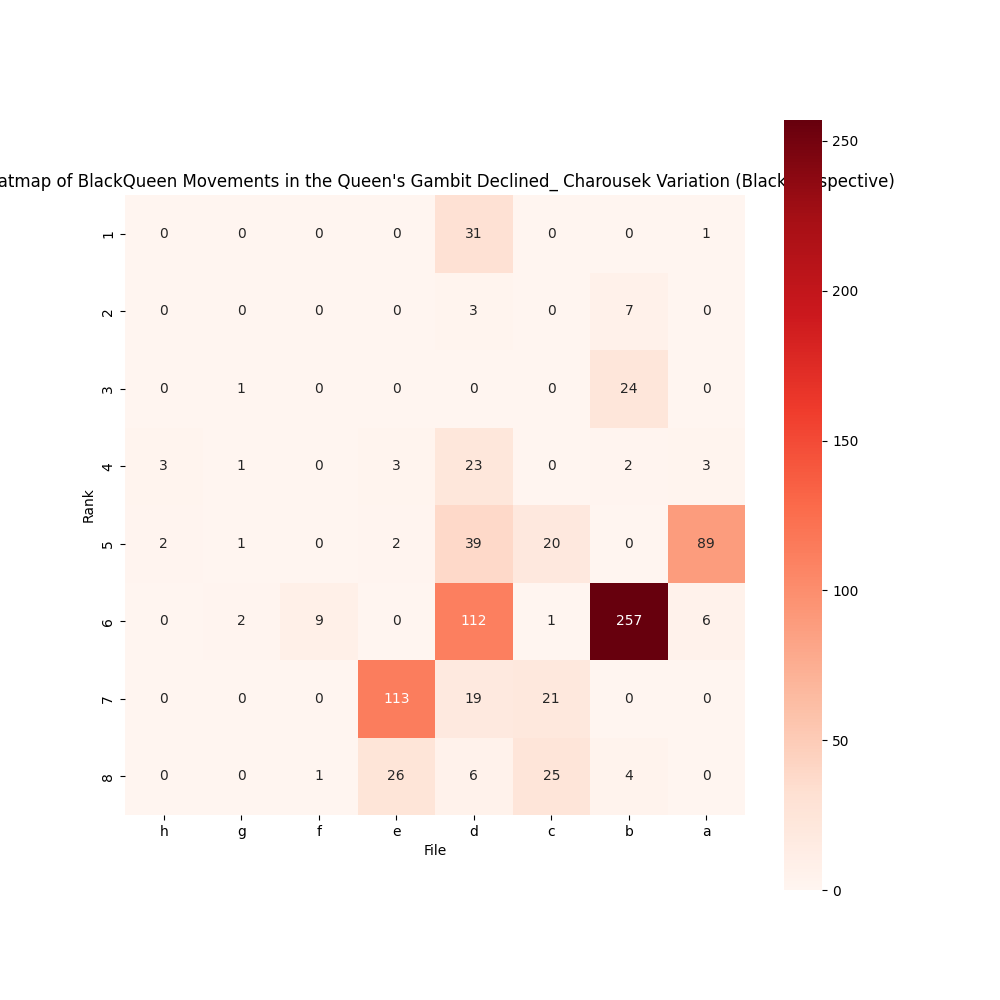 atmap of BlackQueen Movements in the Queen's Gambit Declined_ Charousek Variation (Black spective)
1 0 0 0 0 31 0 0 1
2 0 0 0 0 3 0 7 0
3 0 1 0 0 0 0 24 0
4 3 1 0 3 23 0 2 3
5 2 1 0 2 39 20 0 89
6 0 2 9 0 112 1 257 6
7 0 0 0 113 19 21 0 0
8 0 0 1 26 6 25 4 0
h g f e d c b a
File
Rank
250
200
150
100
50
0